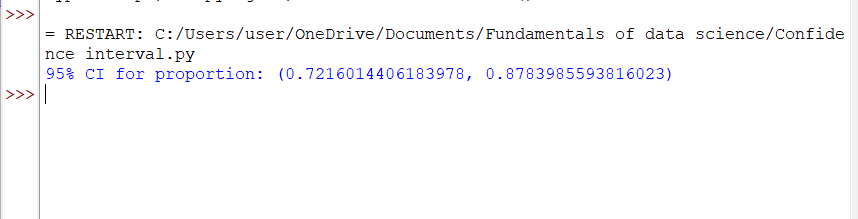 >>>
= RESTART: C:/Users/user/OneDrive/Documents/Fundamentals of data science/Confide
nce interval.py
95% CI for proportion: (0.7216014406183978, 0.8783985593816023)
>>>